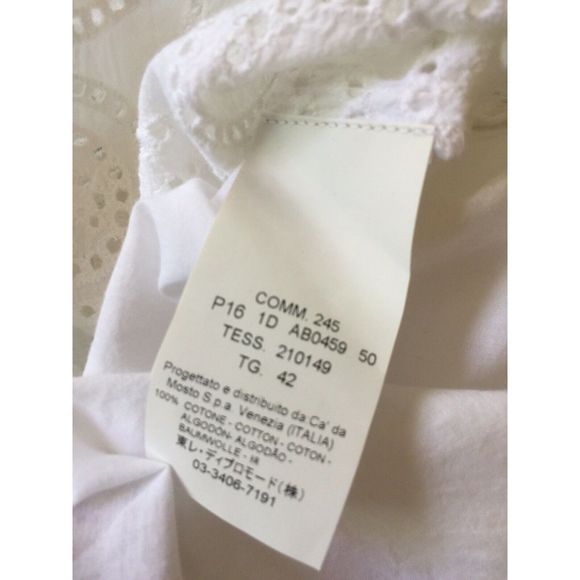 COMM. 245
P16 1D AB0459 50
TESS. 210149
TG. 42
Progettato e distribuito da Ca' da
Mosto S.p.a. Venezia (ITALIA)
100% COTONE - COTTON - COTON -
ALGODÓN- ALGODÃO -
BAUMWOLLE - 綿
東レ・ディプロモード(株)
03-3406-7191